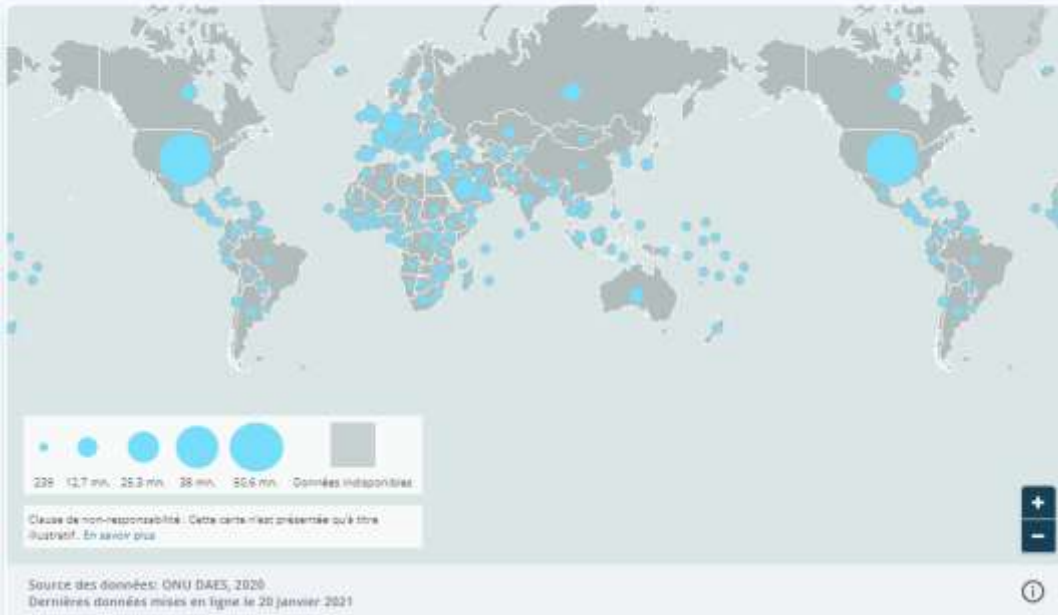 239 12,7 mn. 25,3 mn. 38 mn. 50,6 mn. Données indisponibles
Clause de non-responsabilité : Cette carte n'est présentée qu'à titre
illustratif. En savoir plus
+
−
Source des données: ONU DAES, 2020
Dernières données mises en ligne le 20 janvier 2021